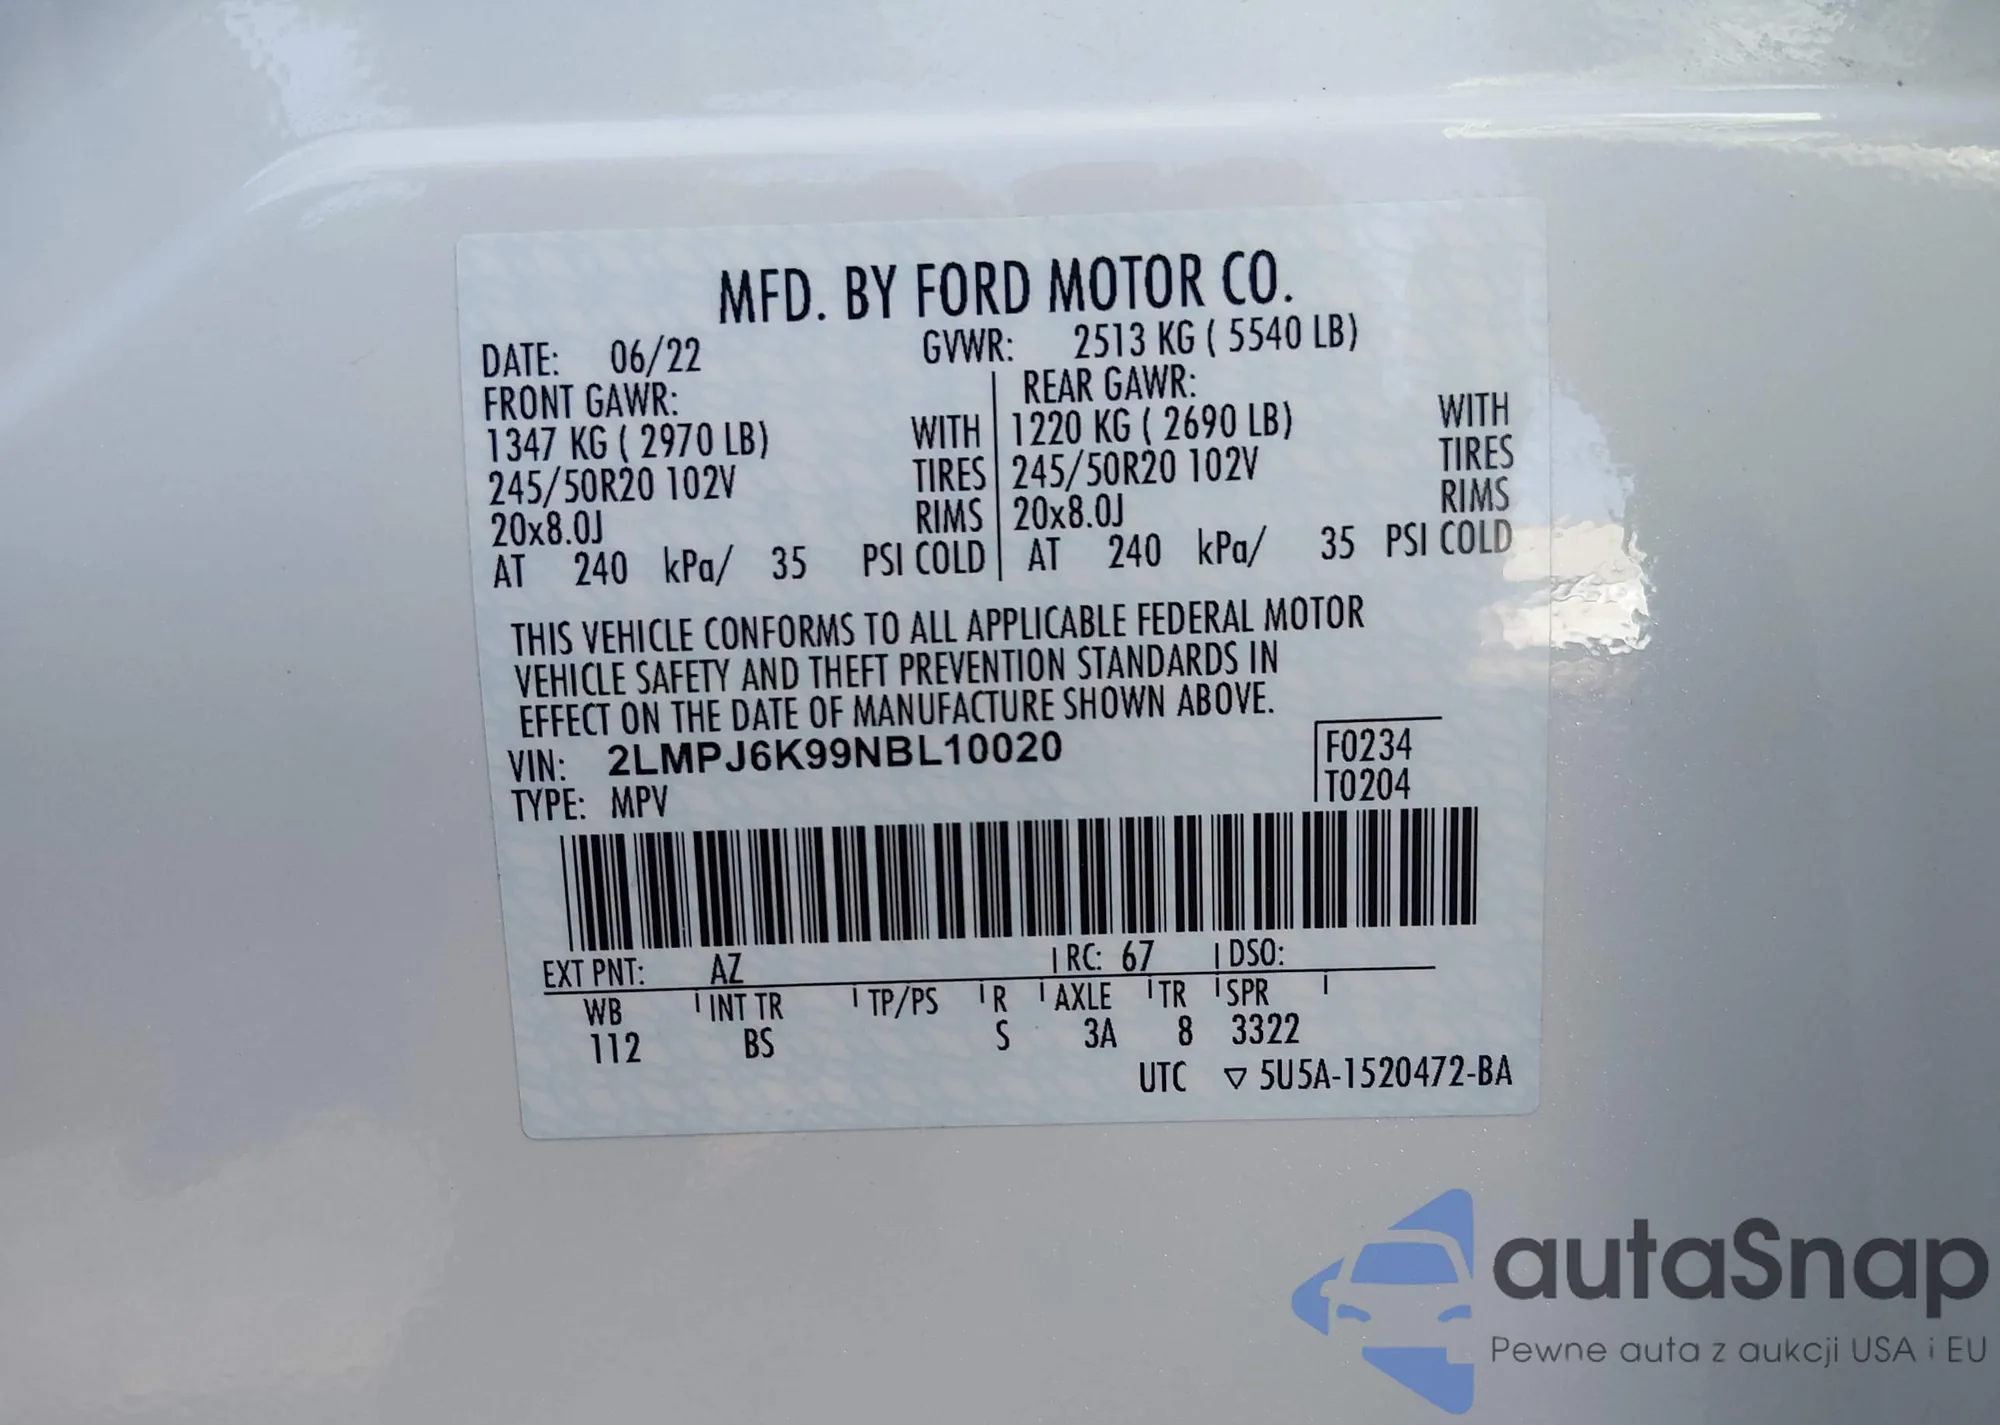 MFD. BY FORD MOTOR CO.
DATE: 06/22 GVWR: 2513 KG ( 5540 LB)
FRONT GAWR: REAR GAWR:
1347 KG ( 2970 LB) WITH 1220 KG ( 2690 LB) WITH
245/50R20 102V TIRES 245/50R20 102V TIRES
20x8.0J RIMS 20x8.0J RIMS
AT 240 kPa/ 35 PSI COLD AT 240 kPa/ 35 PSI COLD
THIS VEHICLE CONFORMS TO ALL APPLICABLE FEDERAL MOTOR
VEHICLE SAFETY AND THEFT PREVENTION STANDARDS IN
EFFECT ON THE DATE OF MANUFACTURE SHOWN ABOVE.
VIN: 2LMPJ6K99NBL10020 F0234
TYPE: MPV T0204
EXT PNT: AZ RC: 67 DSO:
WB INT TR TP/PS R AXLE TR SPR
112 BS S 3A 8 3322
UTC ▽ 5U5A-1520472-BA
autaSnap
Pewne auta z aukcji USA i EU